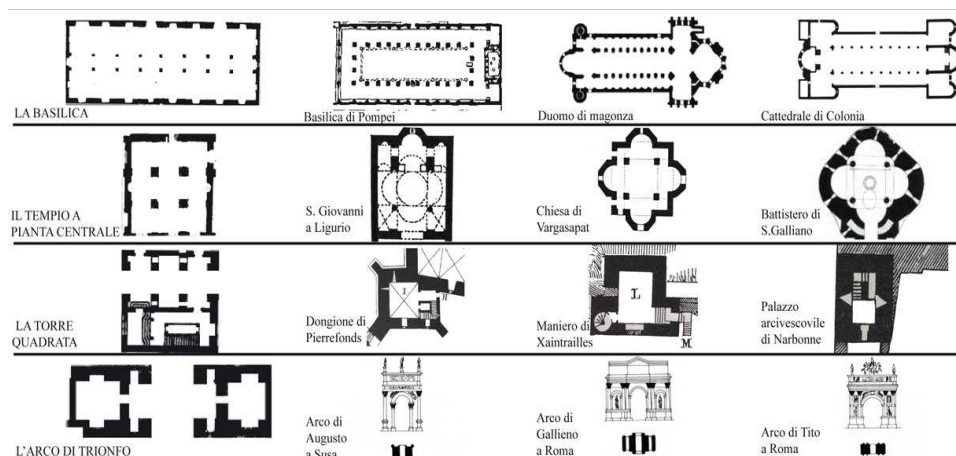 LA BASILICA
Basilica di Pompei
Duomo di magonza
Cattedrale di Colonia
IL TEMPIO A
PIANTA CENTRALE
S. Giovanni
a Ligurio
Chiesa di
Vargasapat
Battistero di
S.Galliano
LA TORRE
QUADRATA
Dongione di
Pierrefonds
I
H
Maniero di
Xaintrailles
L
M
Palazzo
arcivescovile
di Narbonne
L'ARCO DI TRIONFO
Arco di
Augusto
a Susa
Arco di
Gallieno
a Roma
Arco di Tito
a Roma